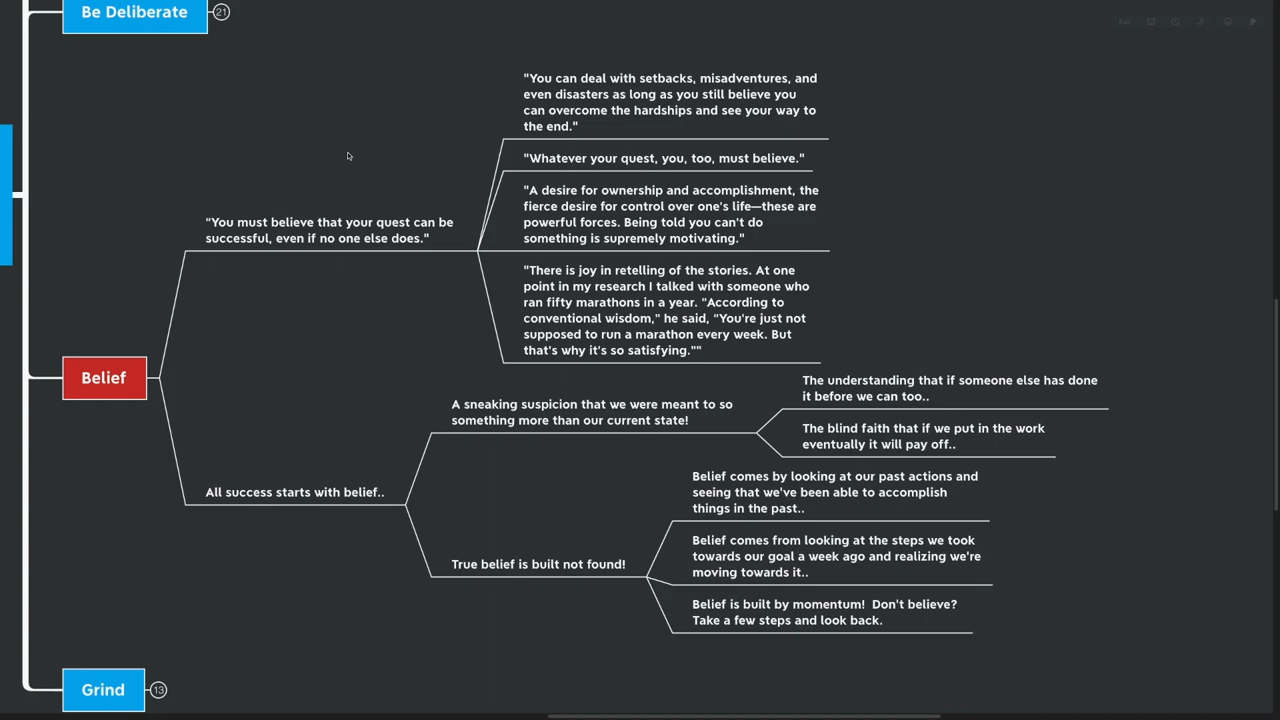 Be Deliberate
21
"You can deal with setbacks, misadventures, and
even disasters as long as you still believe you
can overcome the hardships and see your way to
the end."
"Whatever your quest, you, too, must believe."
"A desire for ownership and accomplishment, the
fierce desire for control over one's life—these are
powerful forces. Being told you can't do
something is supremely motivating."
"You must believe that your quest can be
successful, even if no one else does."
"There is joy in retelling of the stories. At one
point in my research I talked with someone who
ran fifty marathons in a year. "According to
conventional wisdom," he said, "You're just not
supposed to run a marathon every week. But
that's why it's so satisfying.""
Belief
The understanding that if someone else has done
it before we can too..
A sneaking suspicion that we were meant to so
something more than our current state!
The blind faith that if we put in the work
eventually it will pay off..
All success starts with belief..
Belief comes by looking at our past actions and
seeing that we've been able to accomplish
things in the past..
True belief is built not found!
Belief comes from looking at the steps we took
towards our goal a week ago and realizing we're
moving towards it..
Belief is built by momentum!  Don't believe?
Take a few steps and look back.
Grind
13